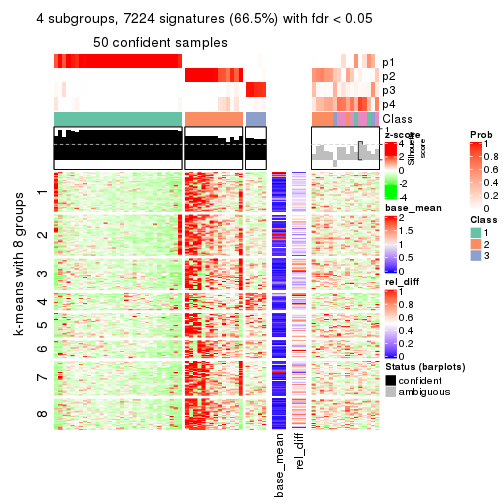 4 subgroups, 7224 signatures (66.5%) with fdr < 0.05
50 confident samples
p1
p2
p3
p4
Class
1
Silhouette
score
k-means with 8 groups
1
2
3
4
5
6
7
8
base_mean
rel_diff
z-score
4
2
0
-2
-4
base_mean
2
1.5
1
0.5
0
rel_diff
1
0.8
0.6
0.4
0.2
0
Status (barplots)
confident
ambiguous
Prob
1
0.8
0.6
0.4
0.2
0
Class
1
2
3